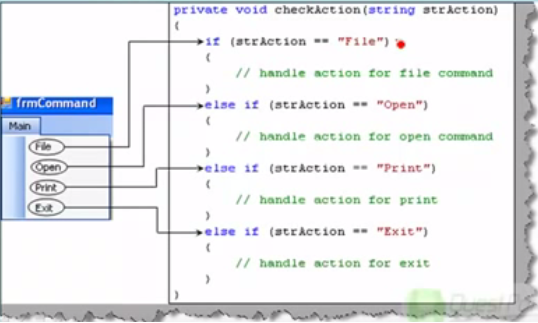 private void checkAction(string strAction)
{
if (strAction == "File")
{
// handle action for file command
}
else if (strAction == "Open")
{
// handle action for open command
}
else if (strAction == "Print")
{
// handle action for print
}
else if (strAction == "Exit")
{
// handle action for exit
}
}
frmCommand
Main
File
Open
Print
Exit